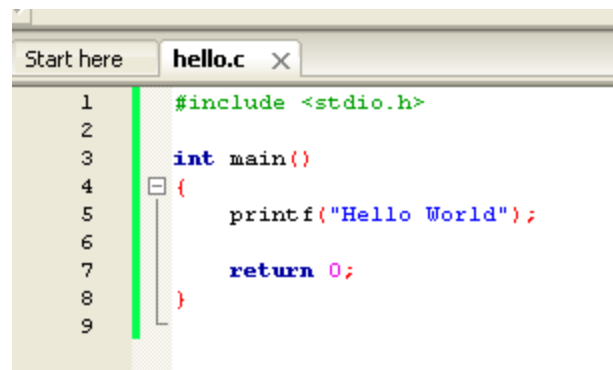 Start here hello.c
1 #include <stdio.h>
2
3 int main()
4 {
5     printf("Hello World");
6
7     return 0;
8 }
9